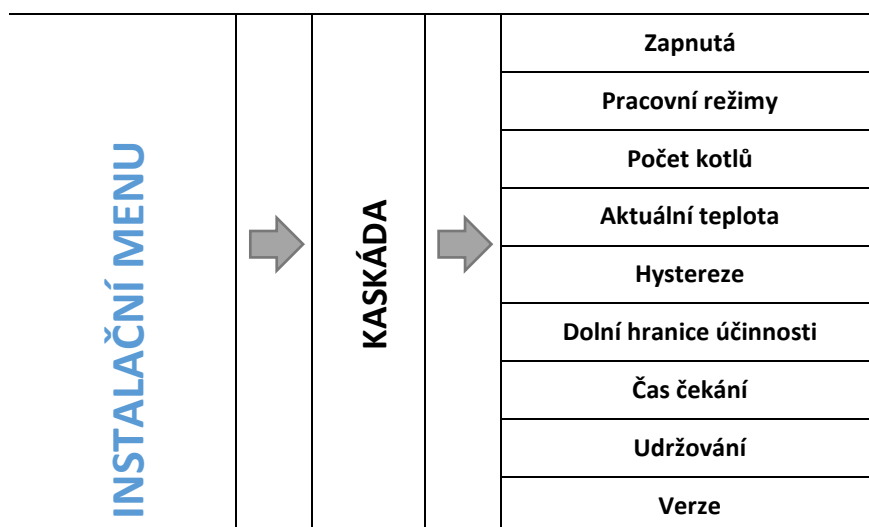 INSTALAČNÍ MENU
KASKÁDA
Zapnutá
Pracovní režimy
Počet kotlů
Aktuální teplota
Hystereze
Dolní hranice účinnosti
Čas čekání
Udržování
Verze